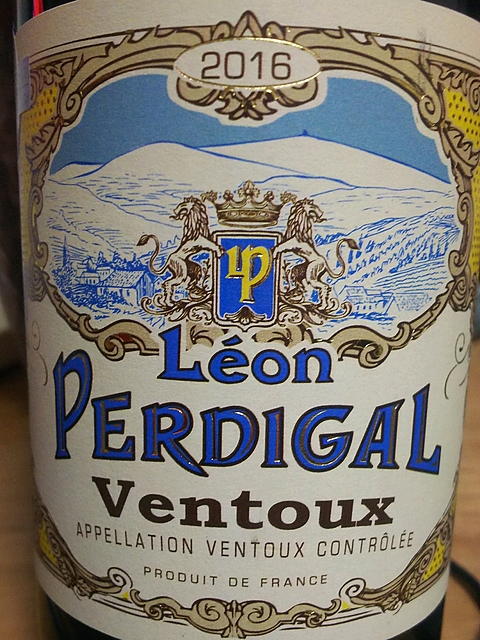 2016
LP
Léon
PERDIGAL
Ventoux
APPELLATION VENTOUX CONTRÔLÉE
PRODUIT DE FRANCE